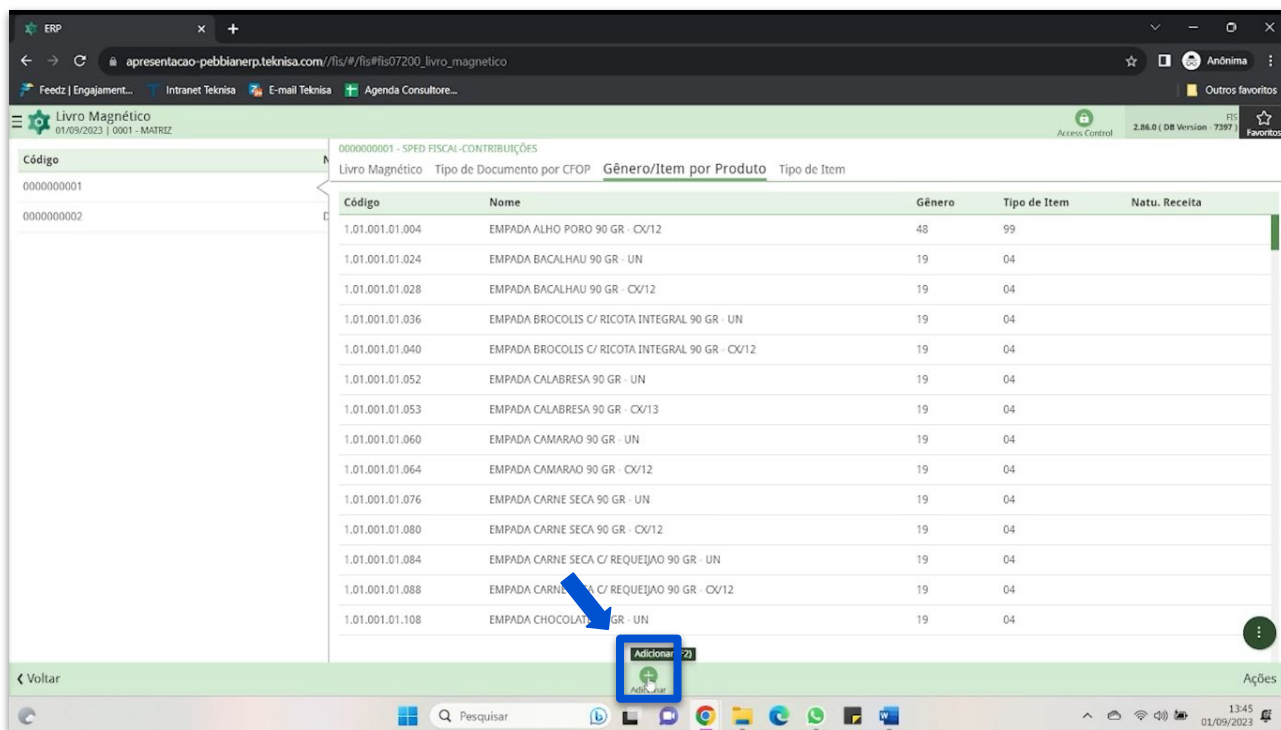 ERP
apresentacao-pebbianerp.teknisa.com//fis/#/fis#fis07200_livro_magnetico
Anônima
Feedz | Engajament... Intranet Teknisa E-mail Teknisa Agenda Consultore... Outros favoritos
Livro Magnético
01/09/2023 | 0001 - MATRIZ
Access Control
FIS
2.86.0 ( DB Version - 7397 )
Favoritos
Código N
0000000001
0000000002 D
0000000001 - SPED FISCAL-CONTRIBUIÇÕES
Livro Magnético Tipo de Documento por CFOP Gênero/Item por Produto Tipo de Item
Código Nome Gênero Tipo de Item Natu. Receita
1.01.001.01.004 EMPADA ALHO PORO 90 GR - CX/12 48 99
1.01.001.01.024 EMPADA BACALHAU 90 GR - UN 19 04
1.01.001.01.028 EMPADA BACALHAU 90 GR - CX/12 19 04
1.01.001.01.036 EMPADA BROCOLIS C/ RICOTA INTEGRAL 90 GR - UN 19 04
1.01.001.01.040 EMPADA BROCOLIS C/ RICOTA INTEGRAL 90 GR - CX/12 19 04
1.01.001.01.052 EMPADA CALABRESA 90 GR - UN 19 04
1.01.001.01.053 EMPADA CALABRESA 90 GR - CX/13 19 04
1.01.001.01.060 EMPADA CAMARAO 90 GR - UN 19 04
1.01.001.01.064 EMPADA CAMARAO 90 GR - CX/12 19 04
1.01.001.01.076 EMPADA CARNE SECA 90 GR - UN 19 04
1.01.001.01.080 EMPADA CARNE SECA 90 GR - CX/12 19 04
1.01.001.01.084 EMPADA CARNE SECA C/ REQUEIJAO 90 GR - UN 19 04
1.01.001.01.088 EMPADA CARNE C/ REQUEIJAO 90 GR - CX/12 19 04
1.01.001.01.108 EMPADA GR - UN 19 04
Adicionar
Voltar
Adicionar
Ações
Pesquisar
13:45
01/09/2023